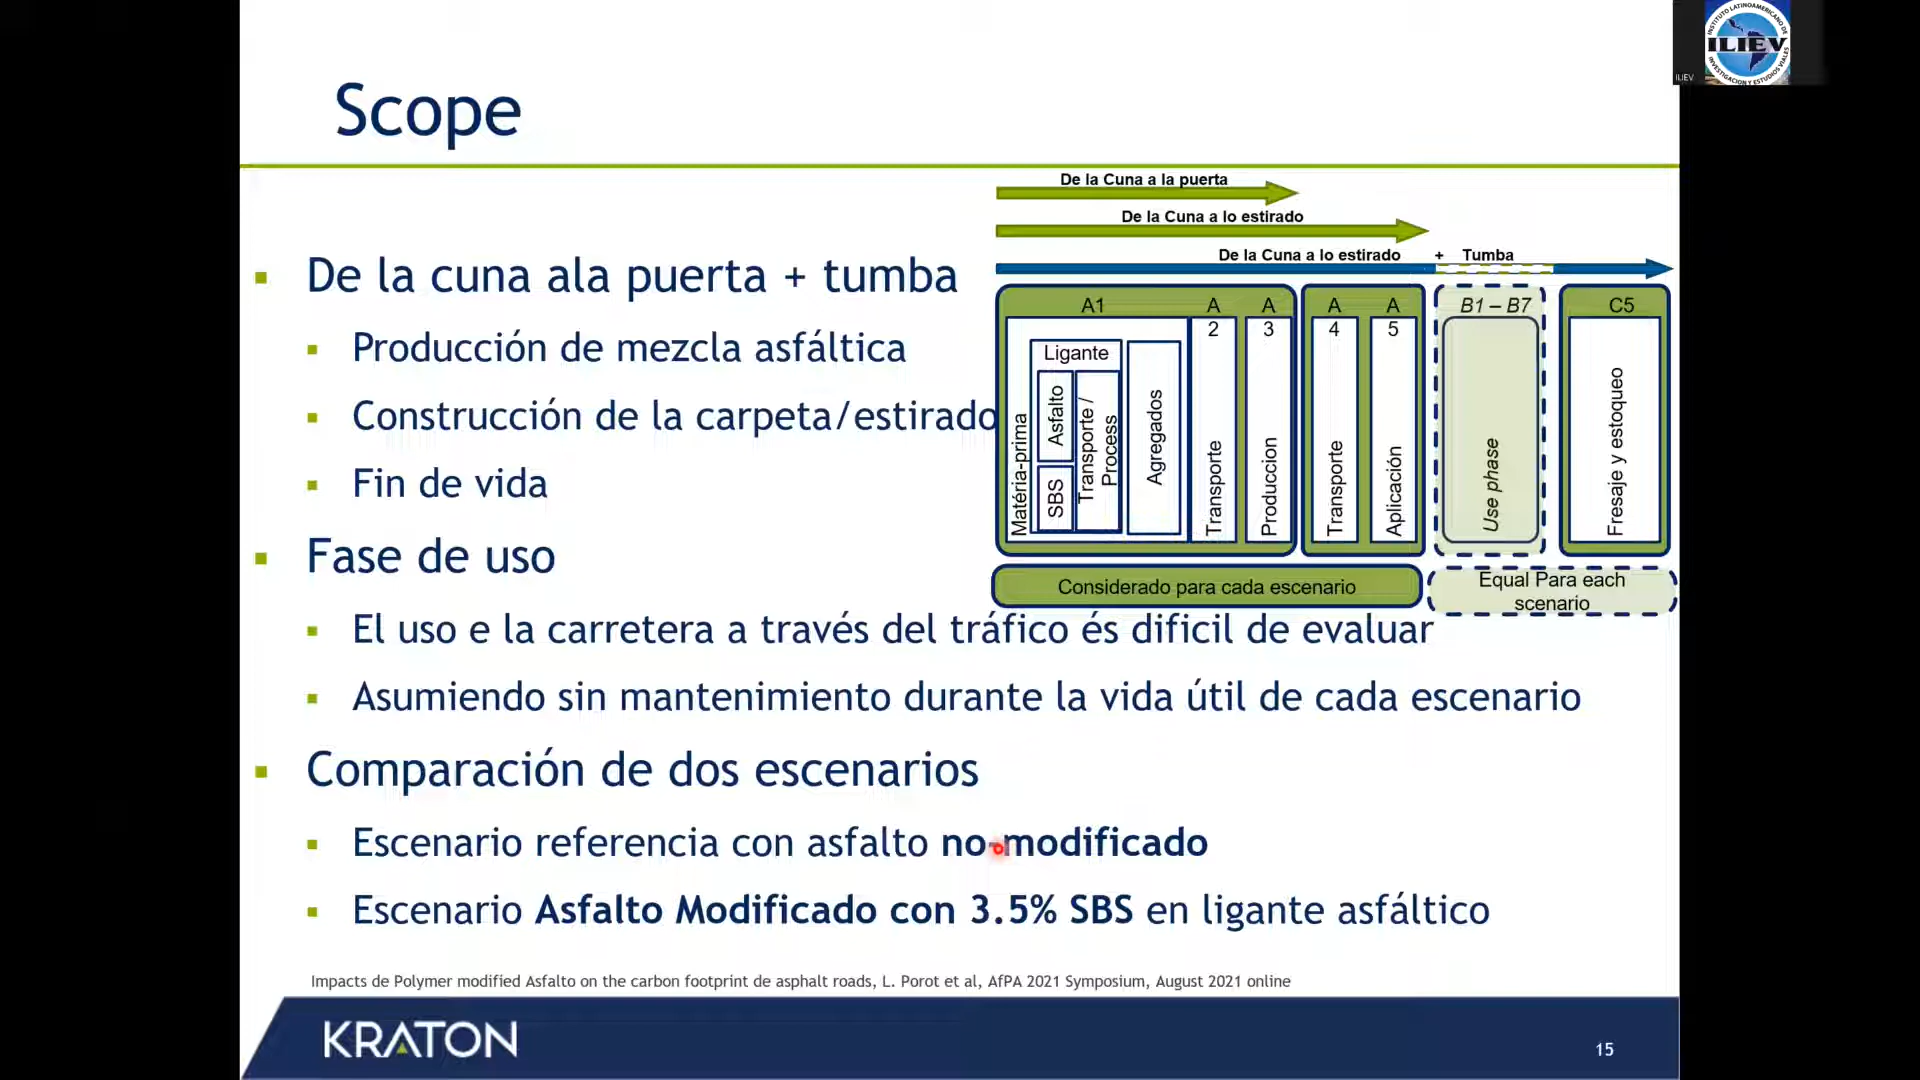 INSTITUTO LATINOAMERICANO DE
ILIEV
INVESTIGACION Y ESTUDIOS VIALES
ILIEV
Scope
De la Cuna a la puerta
De la Cuna a lo estirado
De la Cuna a lo estirado + Tumba
De la cuna ala puerta + tumba
Producción de mezcla asfáltica
Construcción de la carpeta/estirado
Fin de vida
A1
A
2
A
3
A
4
A
5
B1 – B7
C5
Matéria-prima
Ligante
Asfalto
SBS
Transporte /
Process
Agregados
Transporte
Produccion
Transporte
Aplicación
Use phase
Fresaje y estoqueo
Considerado para cada escenario
Equal Para each
scenario
Fase de uso
El uso e la carretera a través del tráfico és dificil de evaluar
Asumiendo sin mantenimiento durante la vida útil de cada escenario
Comparación de dos escenarios
Escenario referencia con asfalto no-modificado
Escenario Asfalto Modificado con 3.5% SBS en ligante asfáltico
Impacts de Polymer modified Asfalto on the carbon footprint de asphalt roads, L. Porot et al, AfPA 2021 Symposium, August 2021 online
KRATON
15